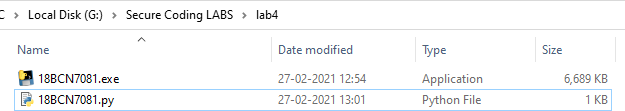 C > Local Disk (G:) > Secure Coding LABS > lab4
Name Date modified Type Size
18BCN7081.exe 27-02-2021 12:54 Application 6,689 KB
18BCN7081.py 27-02-2021 13:01 Python File 1 KB